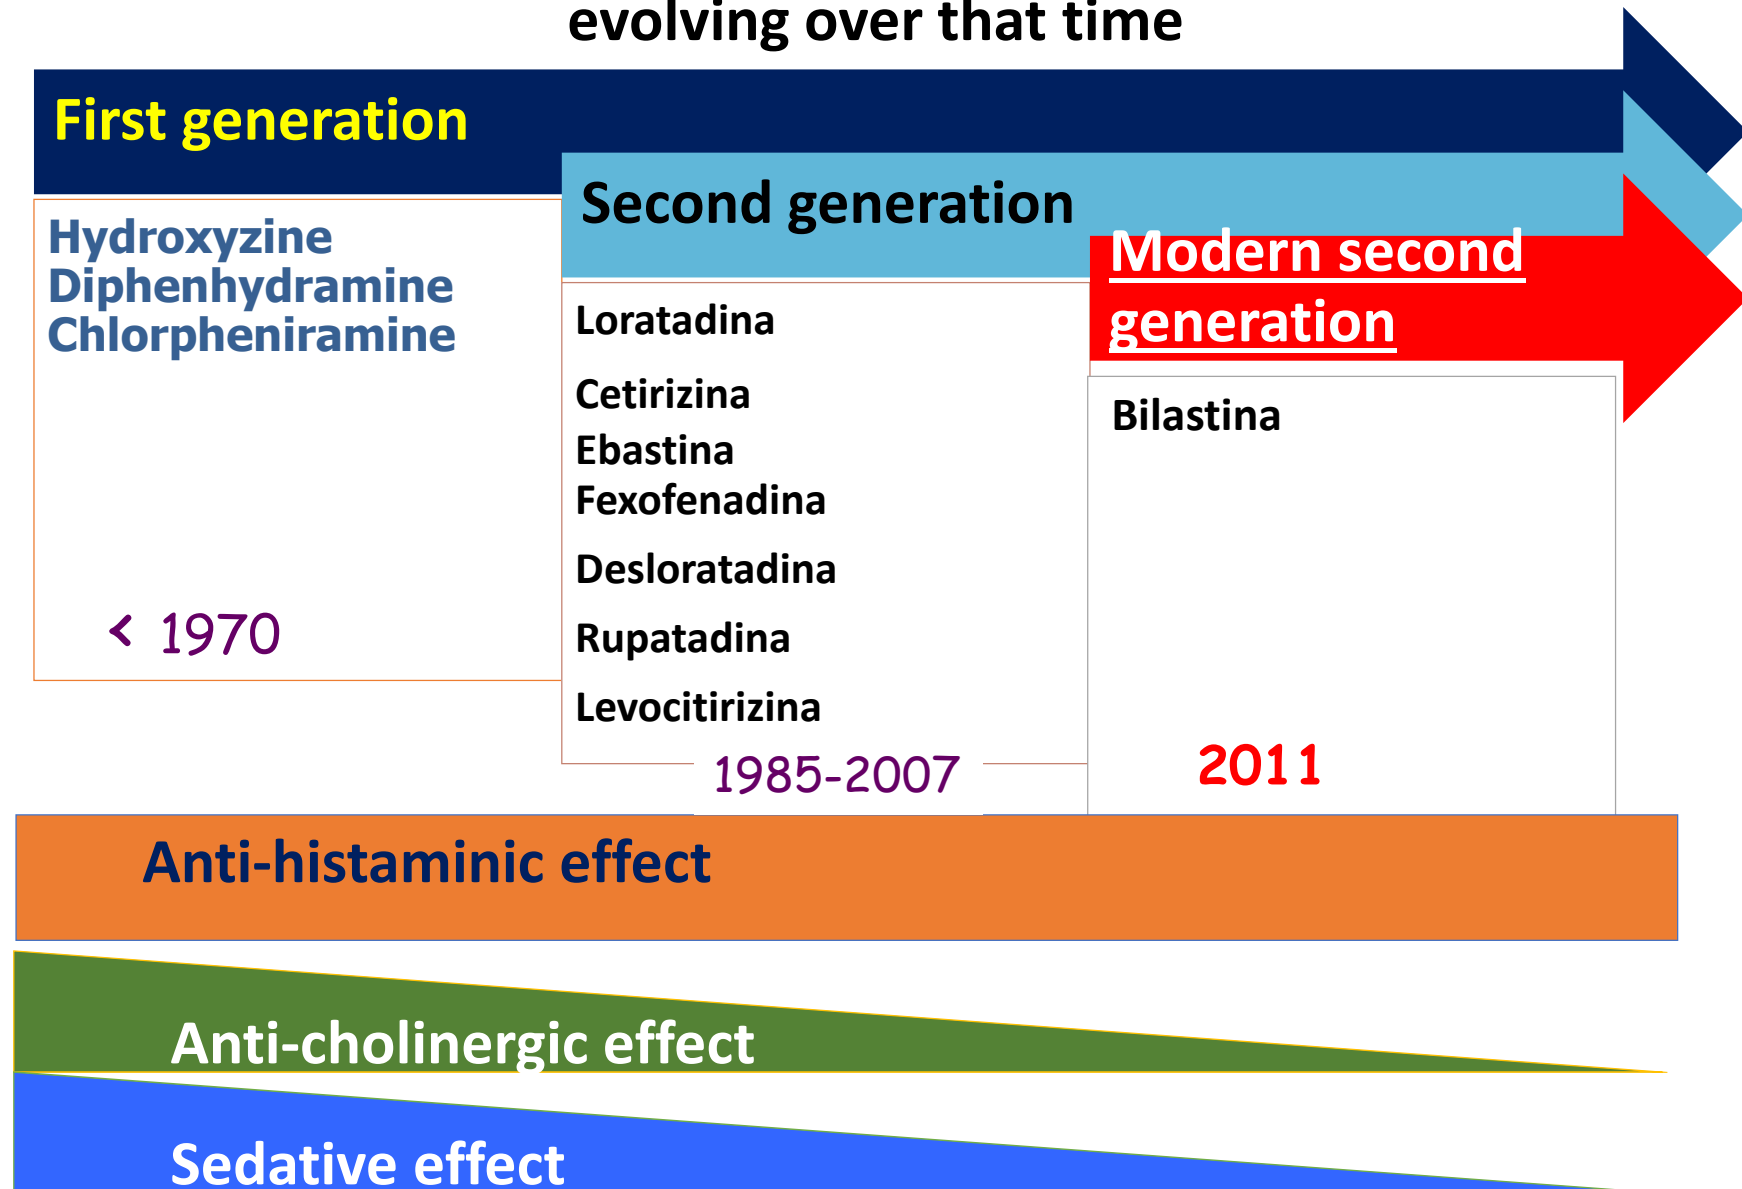 evolving over that time
First generation
Second generation
Modern second
generation
Hydroxyzine
Diphenhydramine
Chlorpheniramine
< 1970
Loratadina
Cetirizina
Ebastina
Fexofenadina
Desloratadina
Rupatadina
Levocitirizina
1985-2007
Bilastina
2011
Anti-histaminic effect
Anti-cholinergic effect
Sedative effect